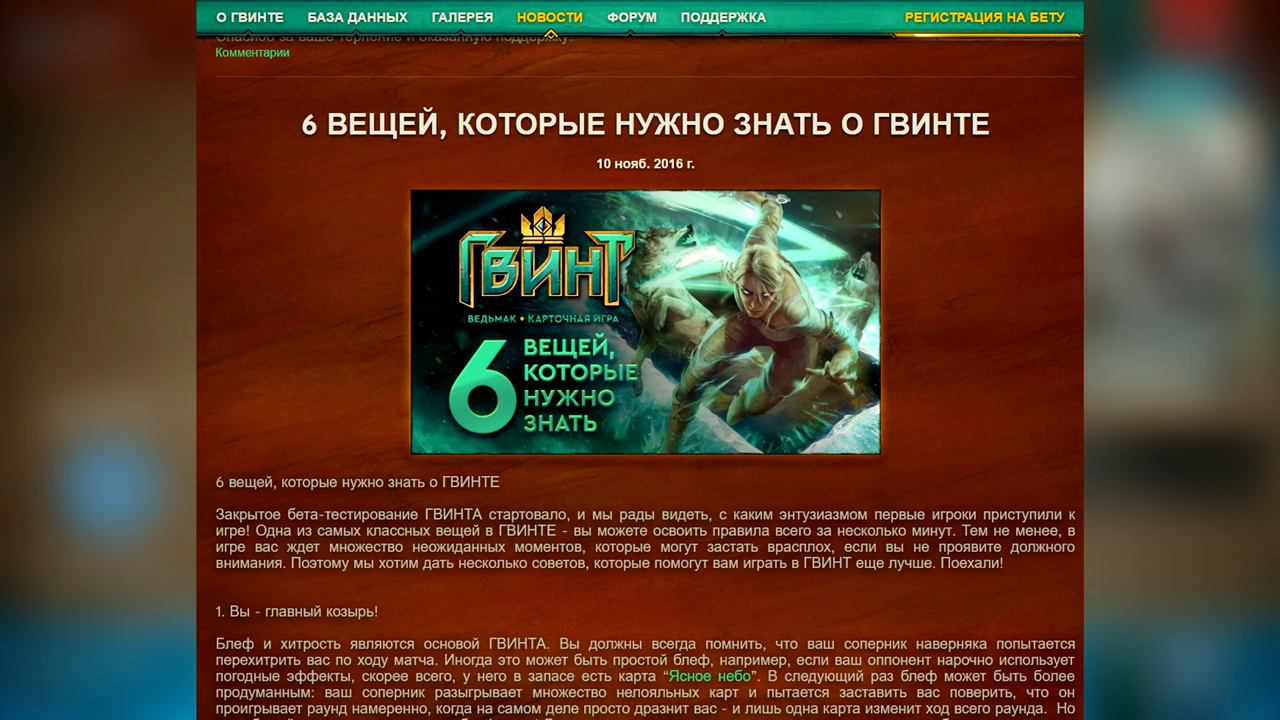 О ГВИНТЕ БАЗА ДАННЫХ ГАЛЕРЕЯ НОВОСТИ ФОРУМ ПОДДЕРЖКА РЕГИСТРАЦИЯ НА БЕТУ
Спасибо за ваше терпение и оказанную поддержку!
Комментарии
6 ВЕЩЕЙ, КОТОРЫЕ НУЖНО ЗНАТЬ О ГВИНТЕ
10 нояб. 2016 г.
ГВИНТ
ВЕДЬМАК • КАРТОЧНАЯ ИГРА
6 ВЕЩЕЙ,
КОТОРЫЕ
НУЖНО
ЗНАТЬ
6 вещей, которые нужно знать о ГВИНТЕ
Закрытое бета-тестирование ГВИНТА стартовало, и мы рады видеть, с каким энтузиазмом первые игроки приступили к
игре! Одна из самых классных вещей в ГВИНТЕ - вы можете освоить правила всего за несколько минут. Тем не менее, в
игре вас ждет множество неожиданных моментов, которые могут застать врасплох, если вы не проявите должного
внимания. Поэтому мы хотим дать несколько советов, которые помогут вам играть в ГВИНТ еще лучше. Поехали!
1. Вы - главный козырь!
Блеф и хитрость являются основой ГВИНТА. Вы должны всегда помнить, что ваш соперник наверняка попытается
перехитрить вас по ходу матча. Иногда это может быть простой блеф, например, если ваш оппонент нарочно использует
погодные эффекты, скорее всего, у него в запасе есть карта “Ясное небо”. В следующий раз блеф может быть более
продуманным: ваш соперник разыгрывает множество нелояльных карт и пытается заставить вас поверить, что он
проигрывает раунд намеренно, когда на самом деле просто дразнит вас - и лишь одна карта изменит ход всего раунда. Но